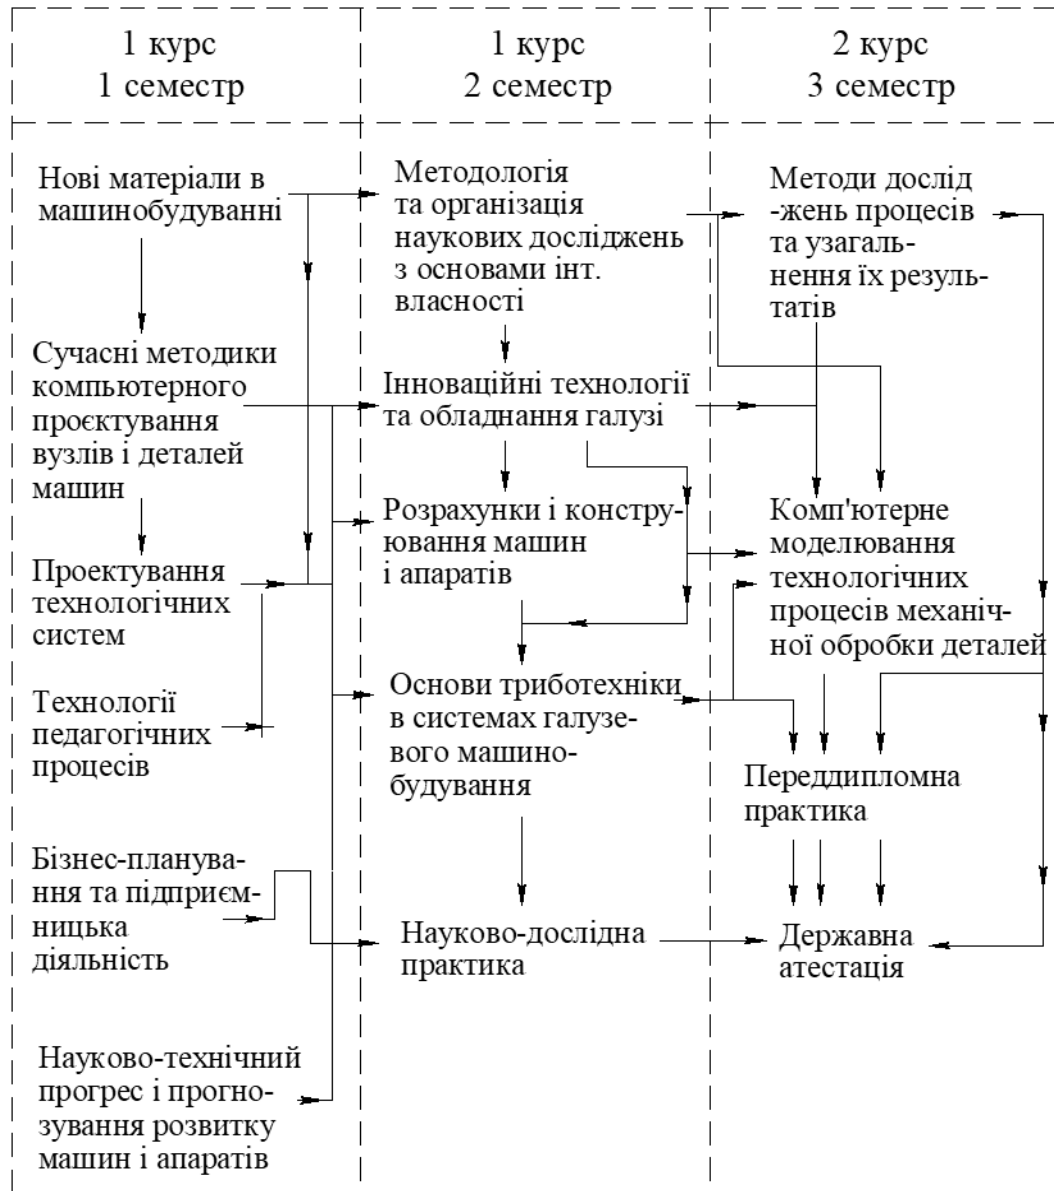 1 курс
1 семестр
1 курс
2 семестр
2 курс
3 семестр
Нові матеріали в
машинобудуванні
Сучасні методики
компьютерного
проєктування
вузлів і деталей
машин
Проектування
технологічних
систем
Технології
педагогічних
процесів
Бізнес-планува-
ння та підприєм-
ницька
діяльність
Науково-технічний
прогрес і прогно-
зування розвитку
машин і апаратів
Методологія
та організація
наукових досліджень
з основами інт.
власності
Інноваційні технології
та обладнання галузі
Розрахунки і констру-
ювання машин
і апаратів
Основи триботехніки
в системах галузе-
вого машино-
будування
Науково-дослідна
практика
Методи дослід
-жень процесів
та узагаль-
нення їх резуль-
татів
Комп'ютерне
моделювання
технологічних
процесів механіч-
ної обробки деталей
Переддипломна
практика
Державна
атестація